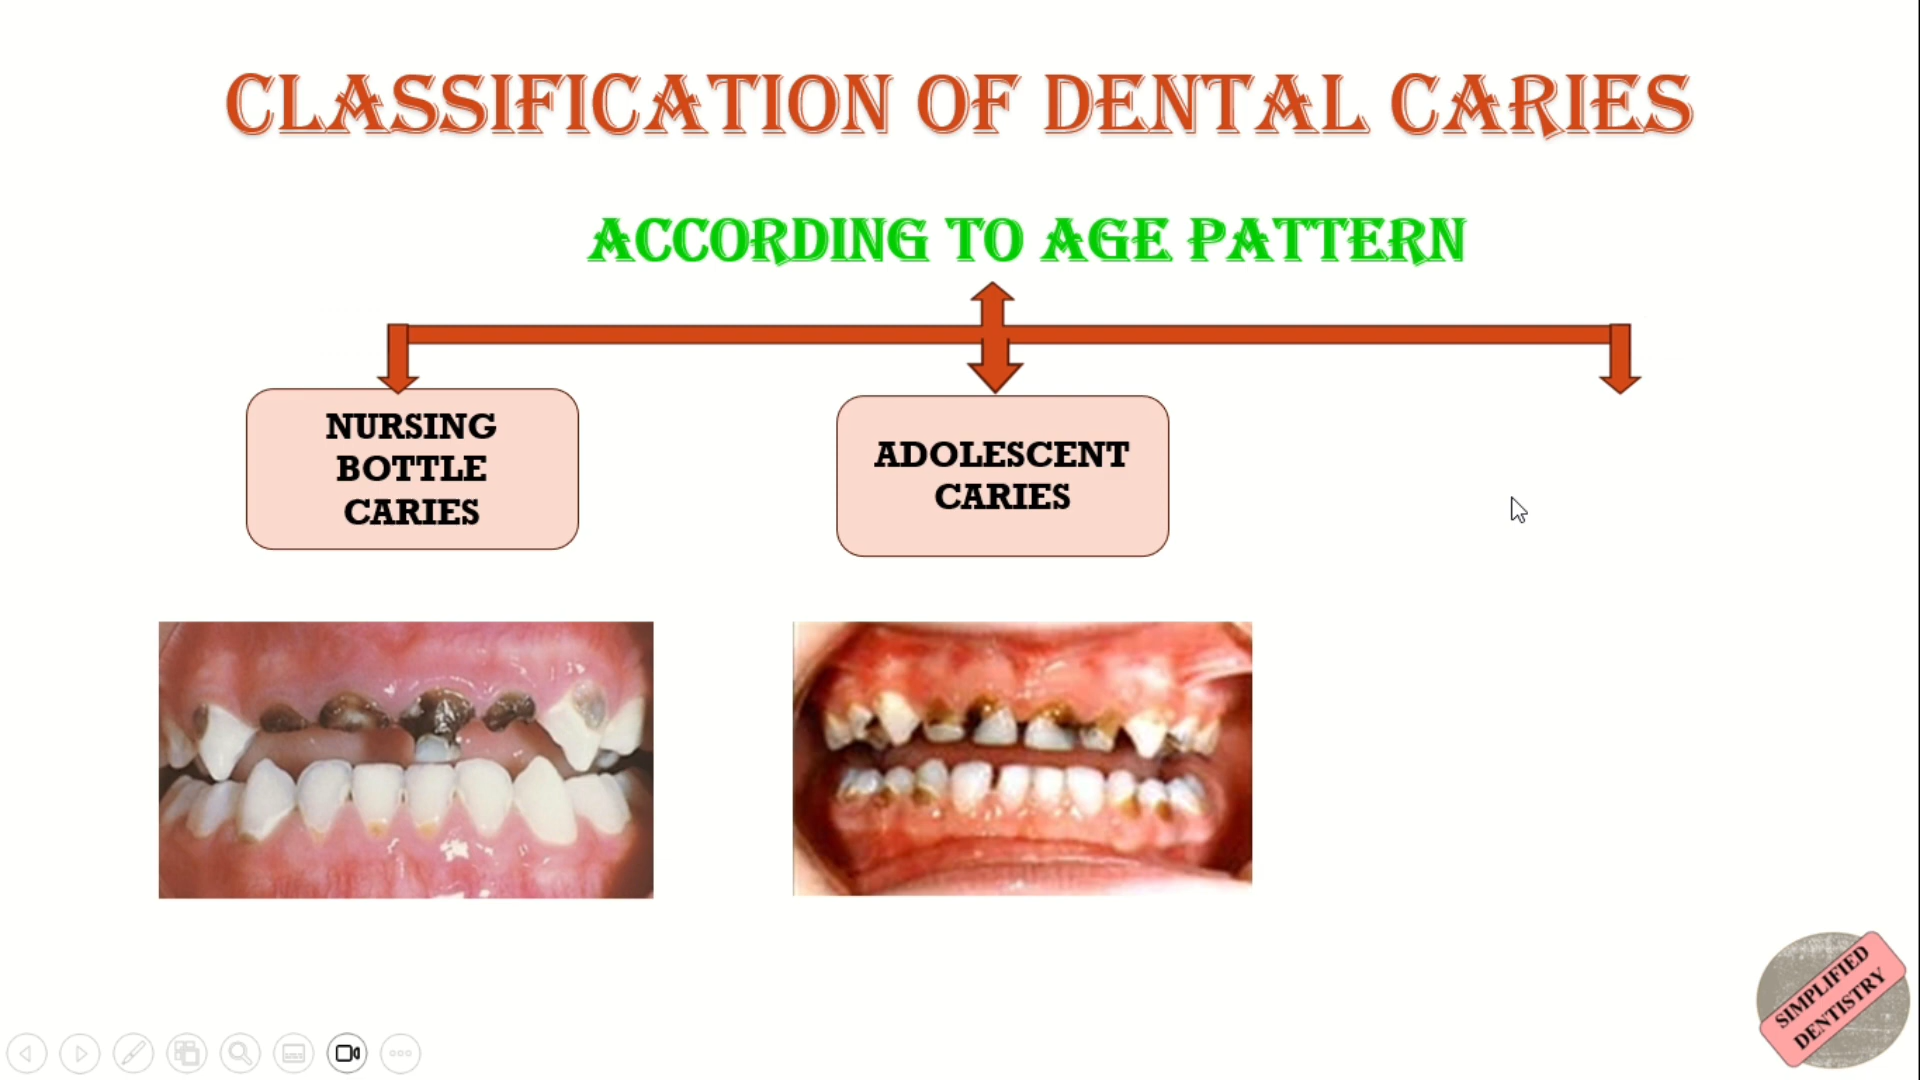 CLASSIFICATION OF DENTAL CARIES
ACCORDING TO AGE PATTERN
NURSING
BOTTLE
CARIES
ADOLESCENT
CARIES
SIMPLIFIED
DENTISTRY